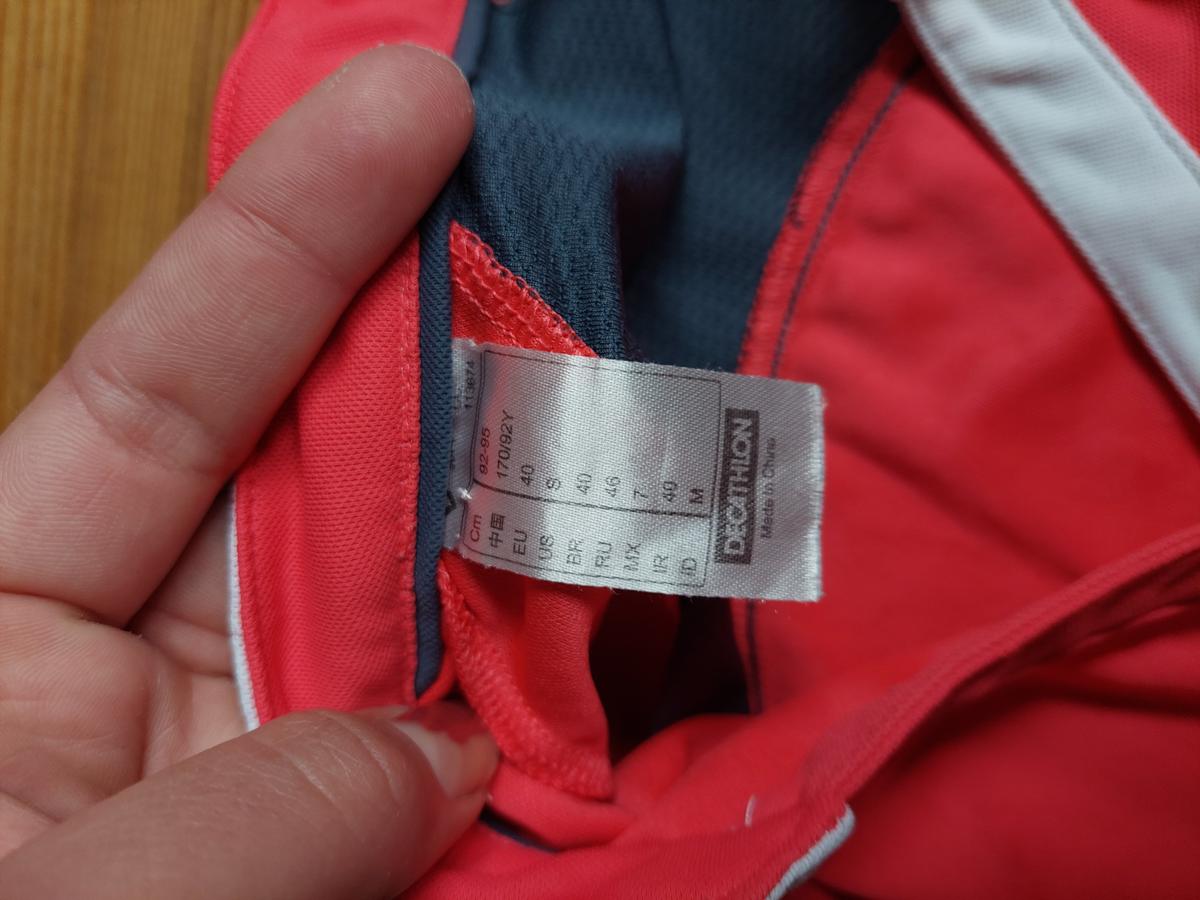 Cm 92-95
中国 170/92Y
EU 40
US S
BR 40
RU 46
MX 7
IR 40
ID M
DECATHLON
Made in China